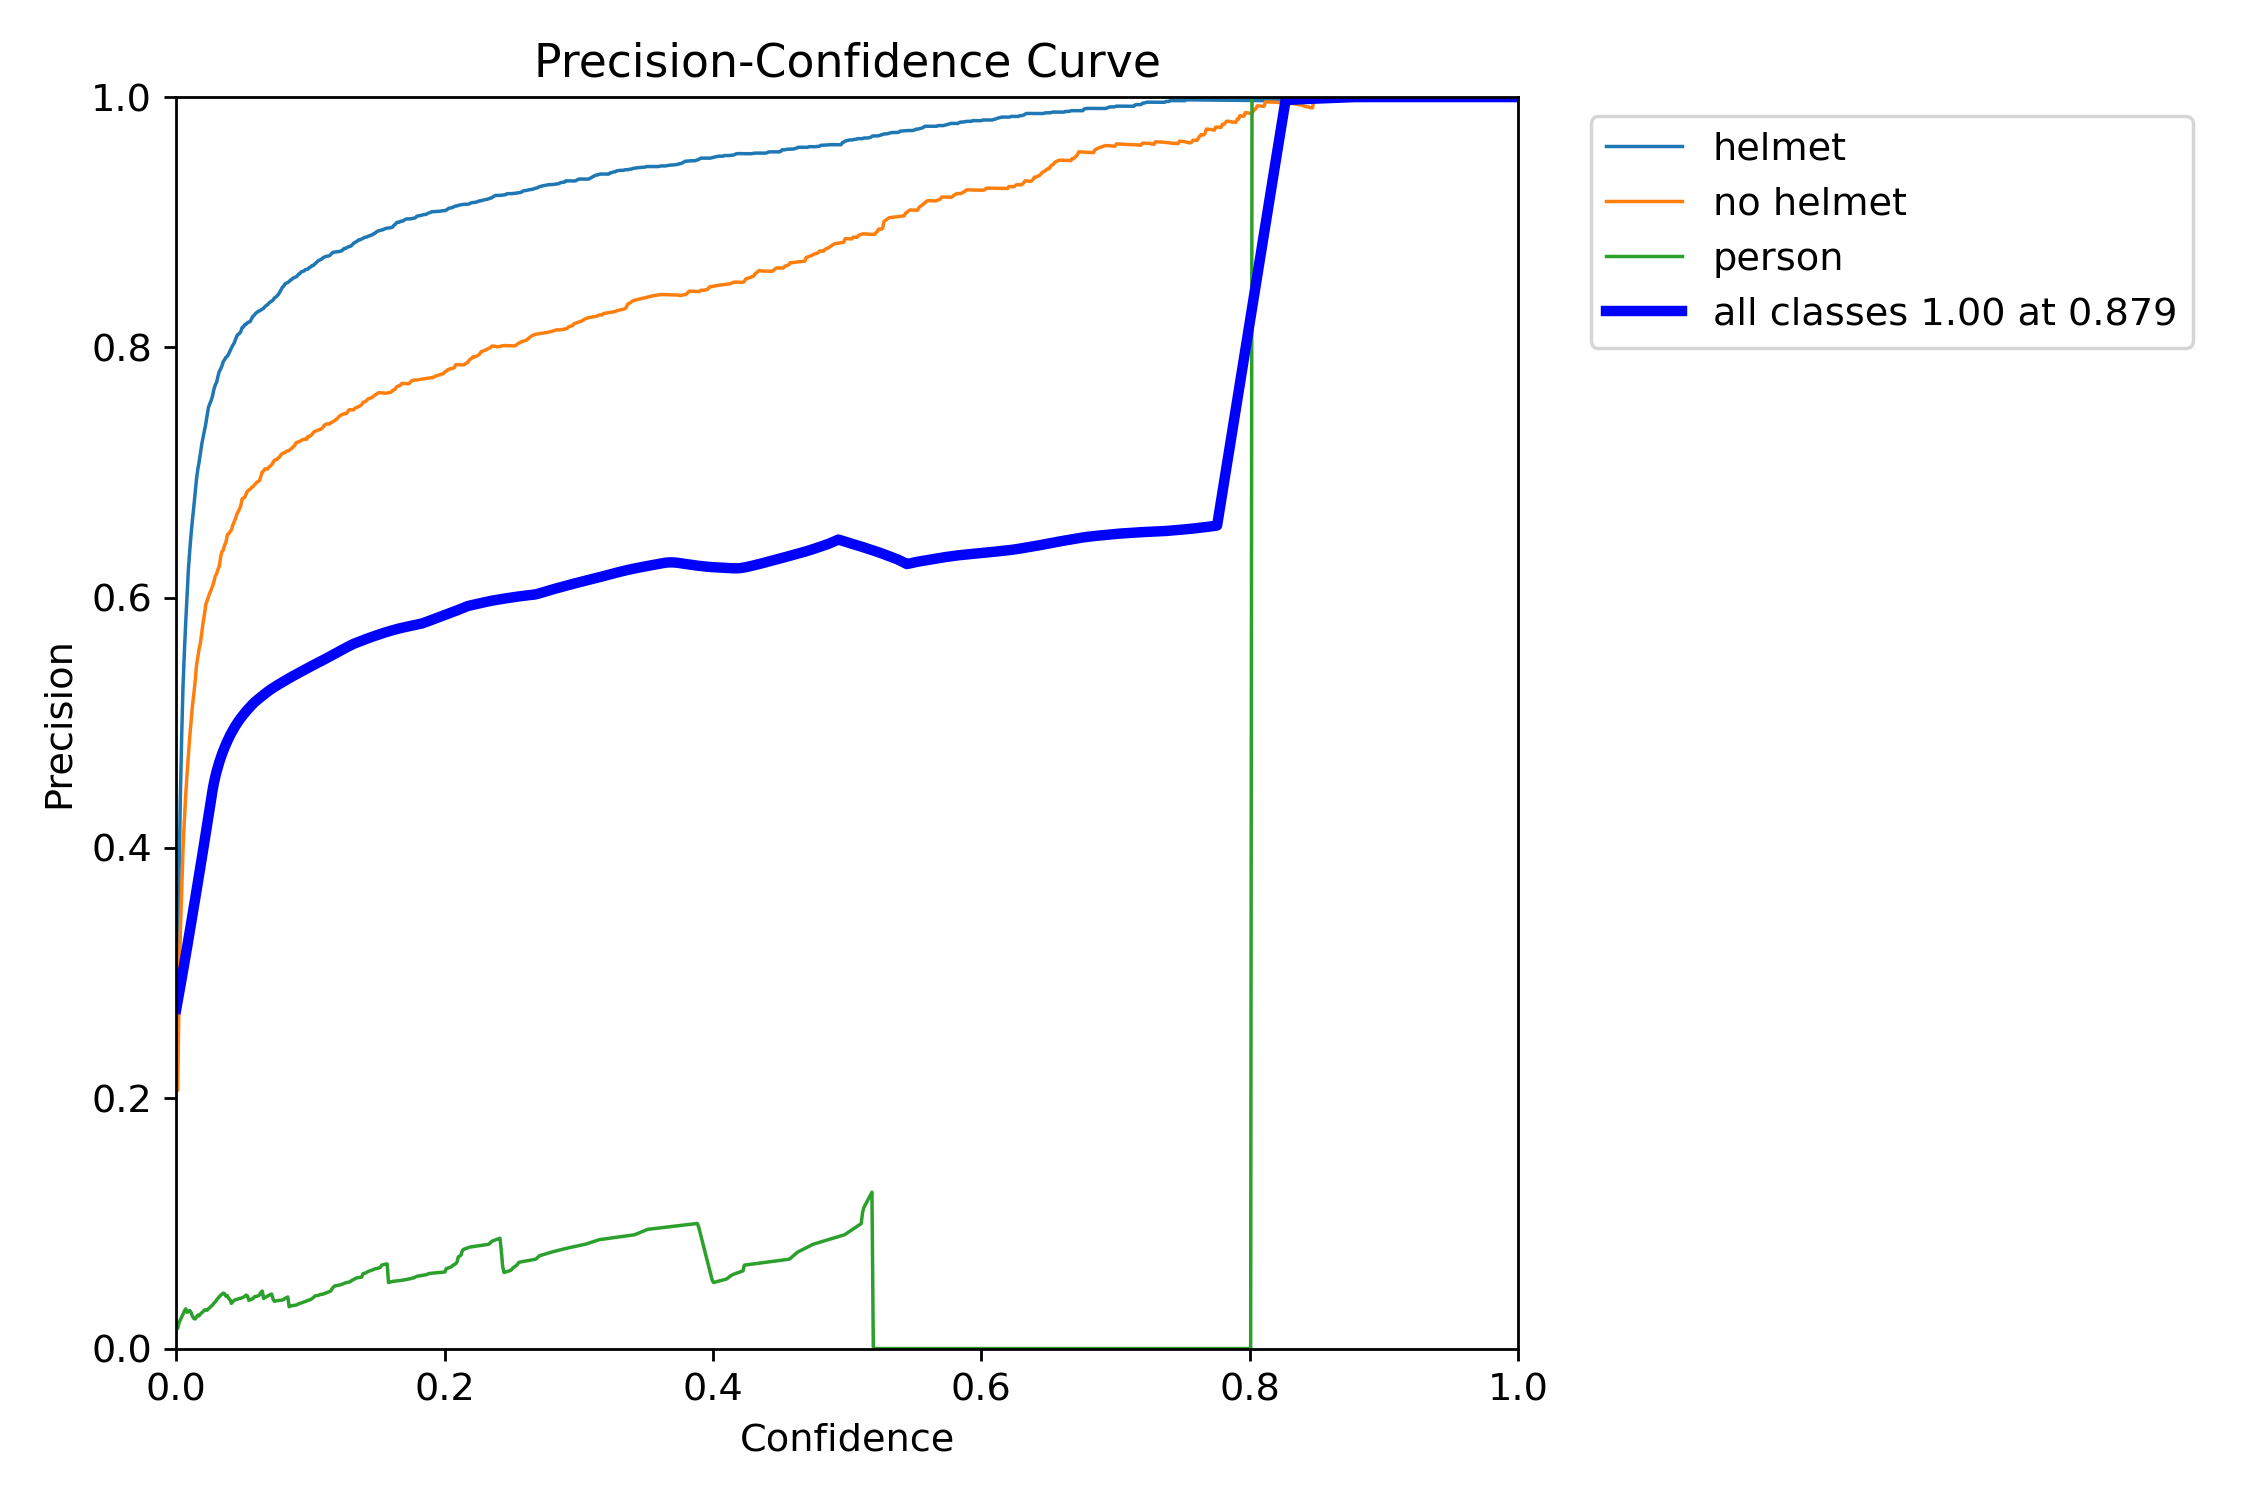 Precision-Confidence Curve
1.0
0.8
0.6
0.4
0.2
0.0
Precision
0.0 0.2 0.4 0.6 0.8 1.0
Confidence
helmet
no helmet
person
all classes 1.00 at 0.879